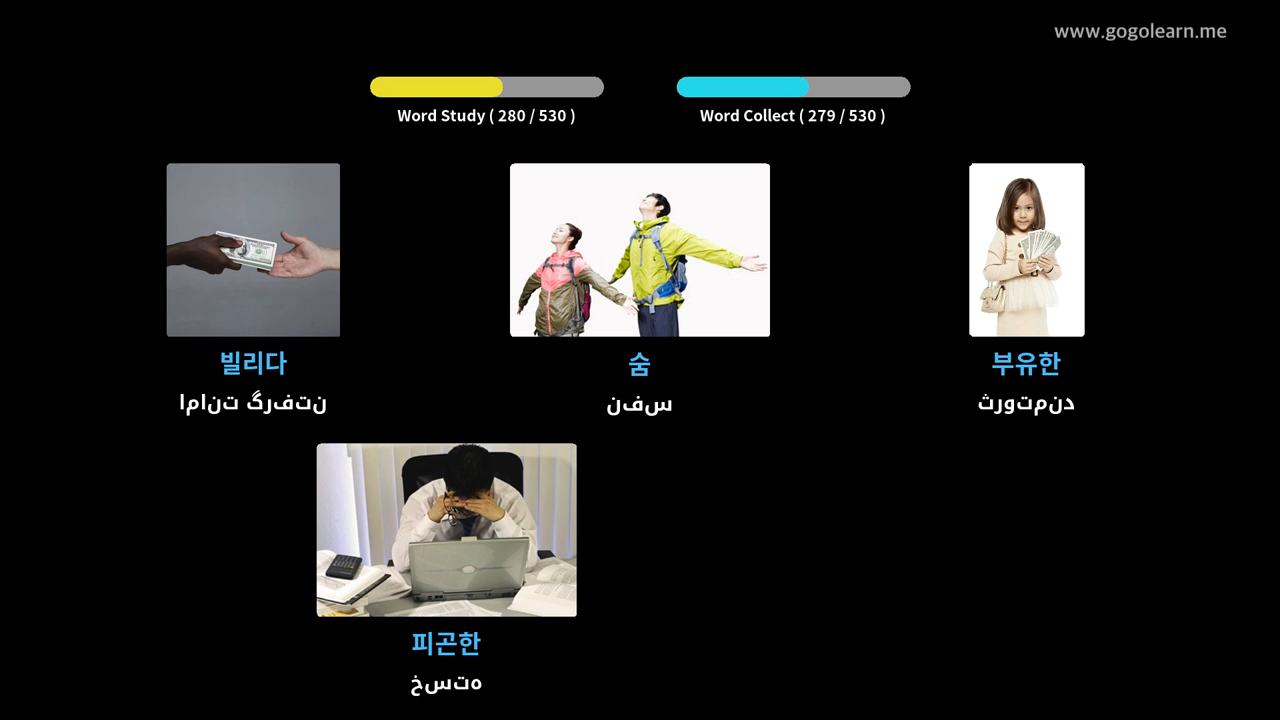 www.gogolearn.me
Word Study ( 280 / 530 )
Word Collect ( 279 / 530 )
빌리다
امانت گرفتن
숨
نفس
부유한
ثروتمند
피곤한
خسته